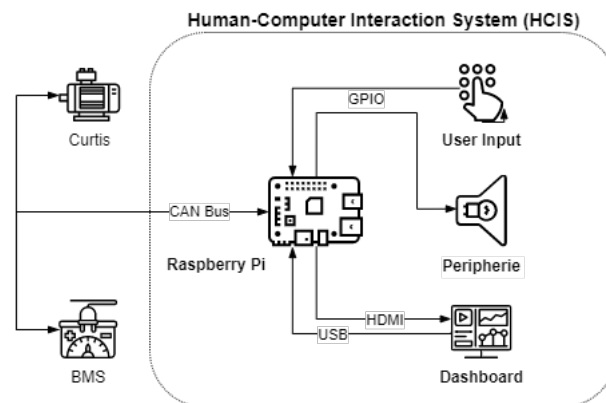 Human-Computer Interaction System (HCIS)
GPIO
Curtis
User Input
CAN Bus
Raspberry Pi
Peripherie
HDMI
USB
BMS
Dashboard